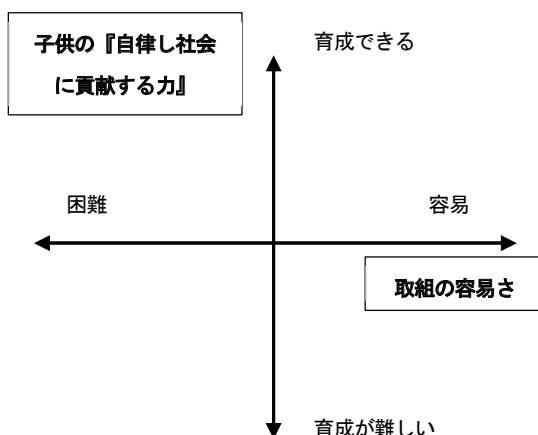 子供の『自律し社会
に貢献する力』
育成できる
困難
容易
取組の容易さ
育成が難しい